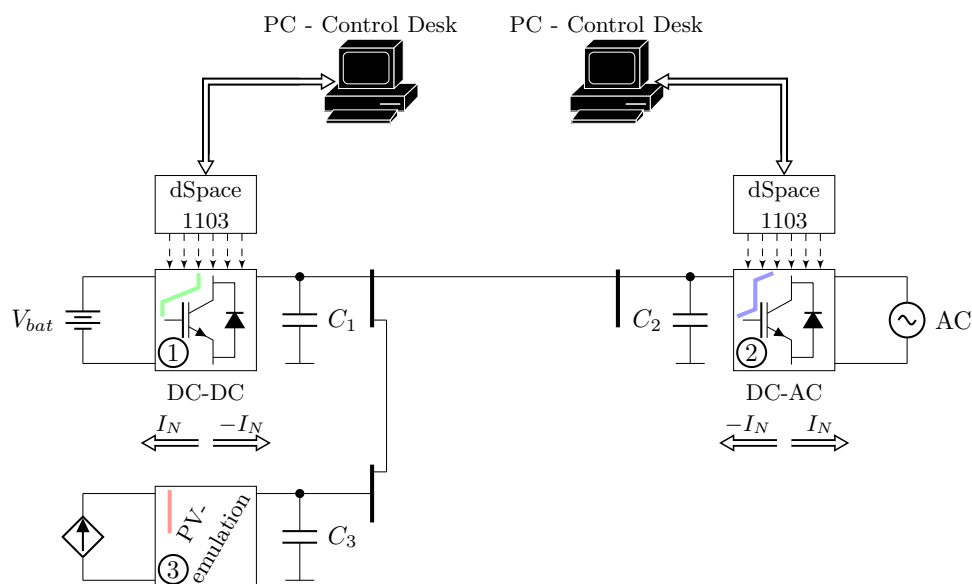 PC - Control Desk
PC - Control Desk
dSpace
1103
dSpace
1103
V_bat
C_1
C_2
AC
1
2
DC-DC
DC-AC
I_N
-I_N
-I_N
I_N
PV-
emulation
C_3
3